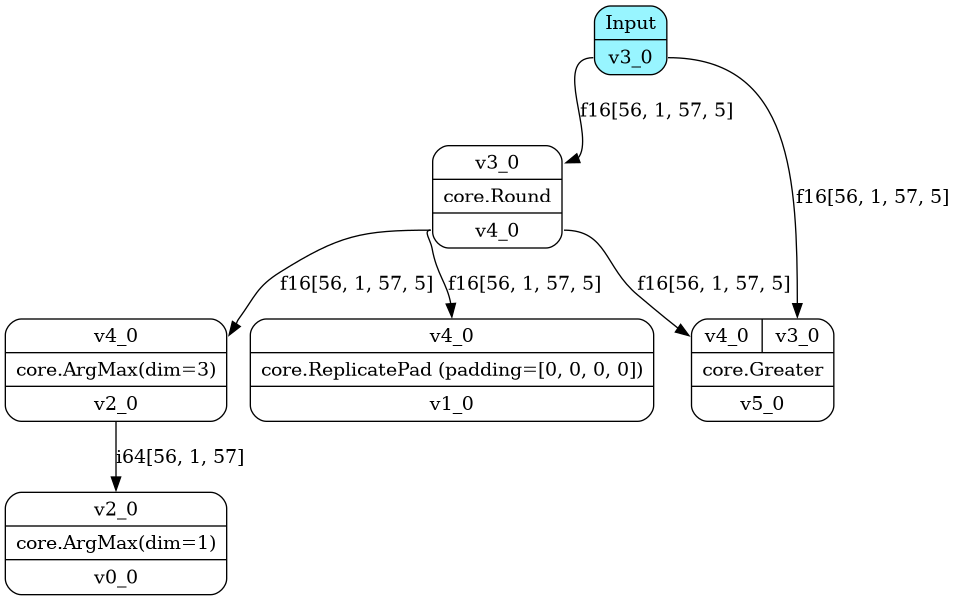 Input
v3_0
f16[56, 1, 57, 5]
f16[56, 1, 57, 5]
v3_0
core.Round
v4_0
f16[56, 1, 57, 5]
f16[56, 1, 57, 5]
f16[56, 1, 57, 5]
v4_0
core.ArgMax(dim=3)
v2_0
v4_0
core.ReplicatePad (padding=[0, 0, 0, 0])
v1_0
v4_0
v3_0
core.Greater
v5_0
i64[56, 1, 57]
v2_0
core.ArgMax(dim=1)
v0_0